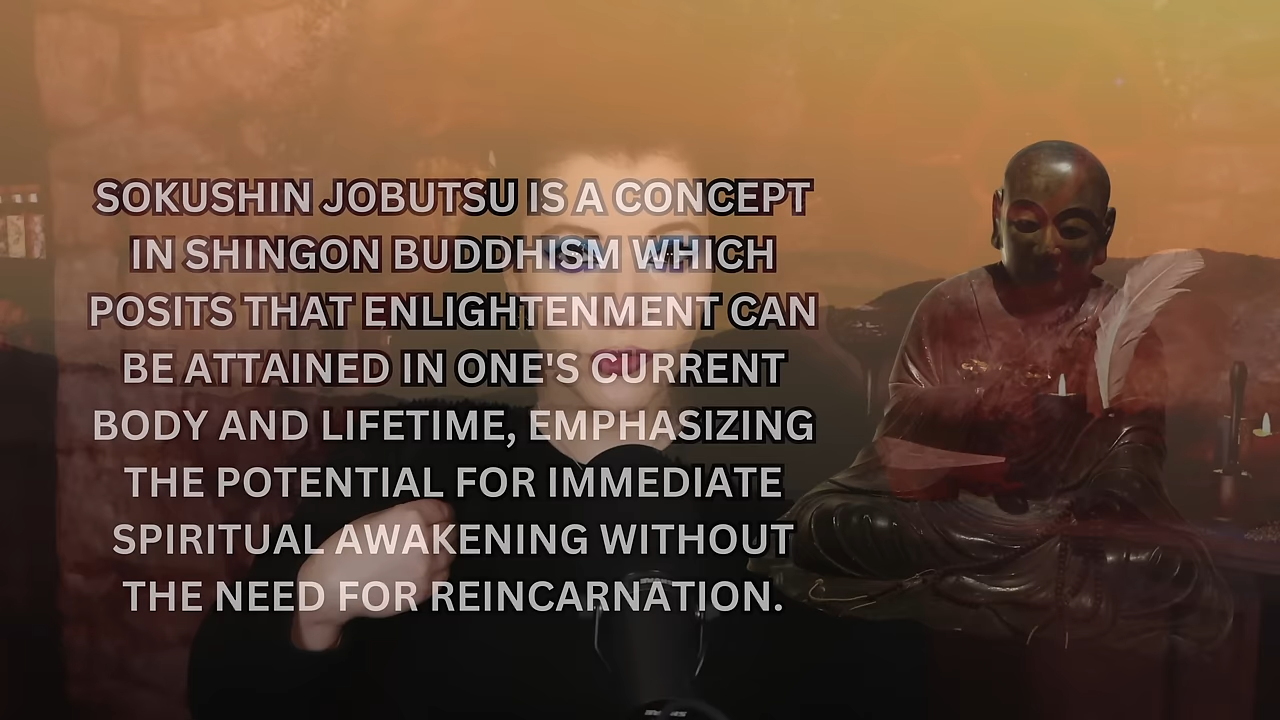 SOKUSHIN JOBUTSU IS A CONCEPT
IN SHINGON BUDDHISM WHICH
POSITS THAT ENLIGHTENMENT CAN
BE ATTAINED IN ONE'S CURRENT
BODY AND LIFETIME, EMPHASIZING
THE POTENTIAL FOR IMMEDIATE
SPIRITUAL AWAKENING WITHOUT
THE NEED FOR REINCARNATION.